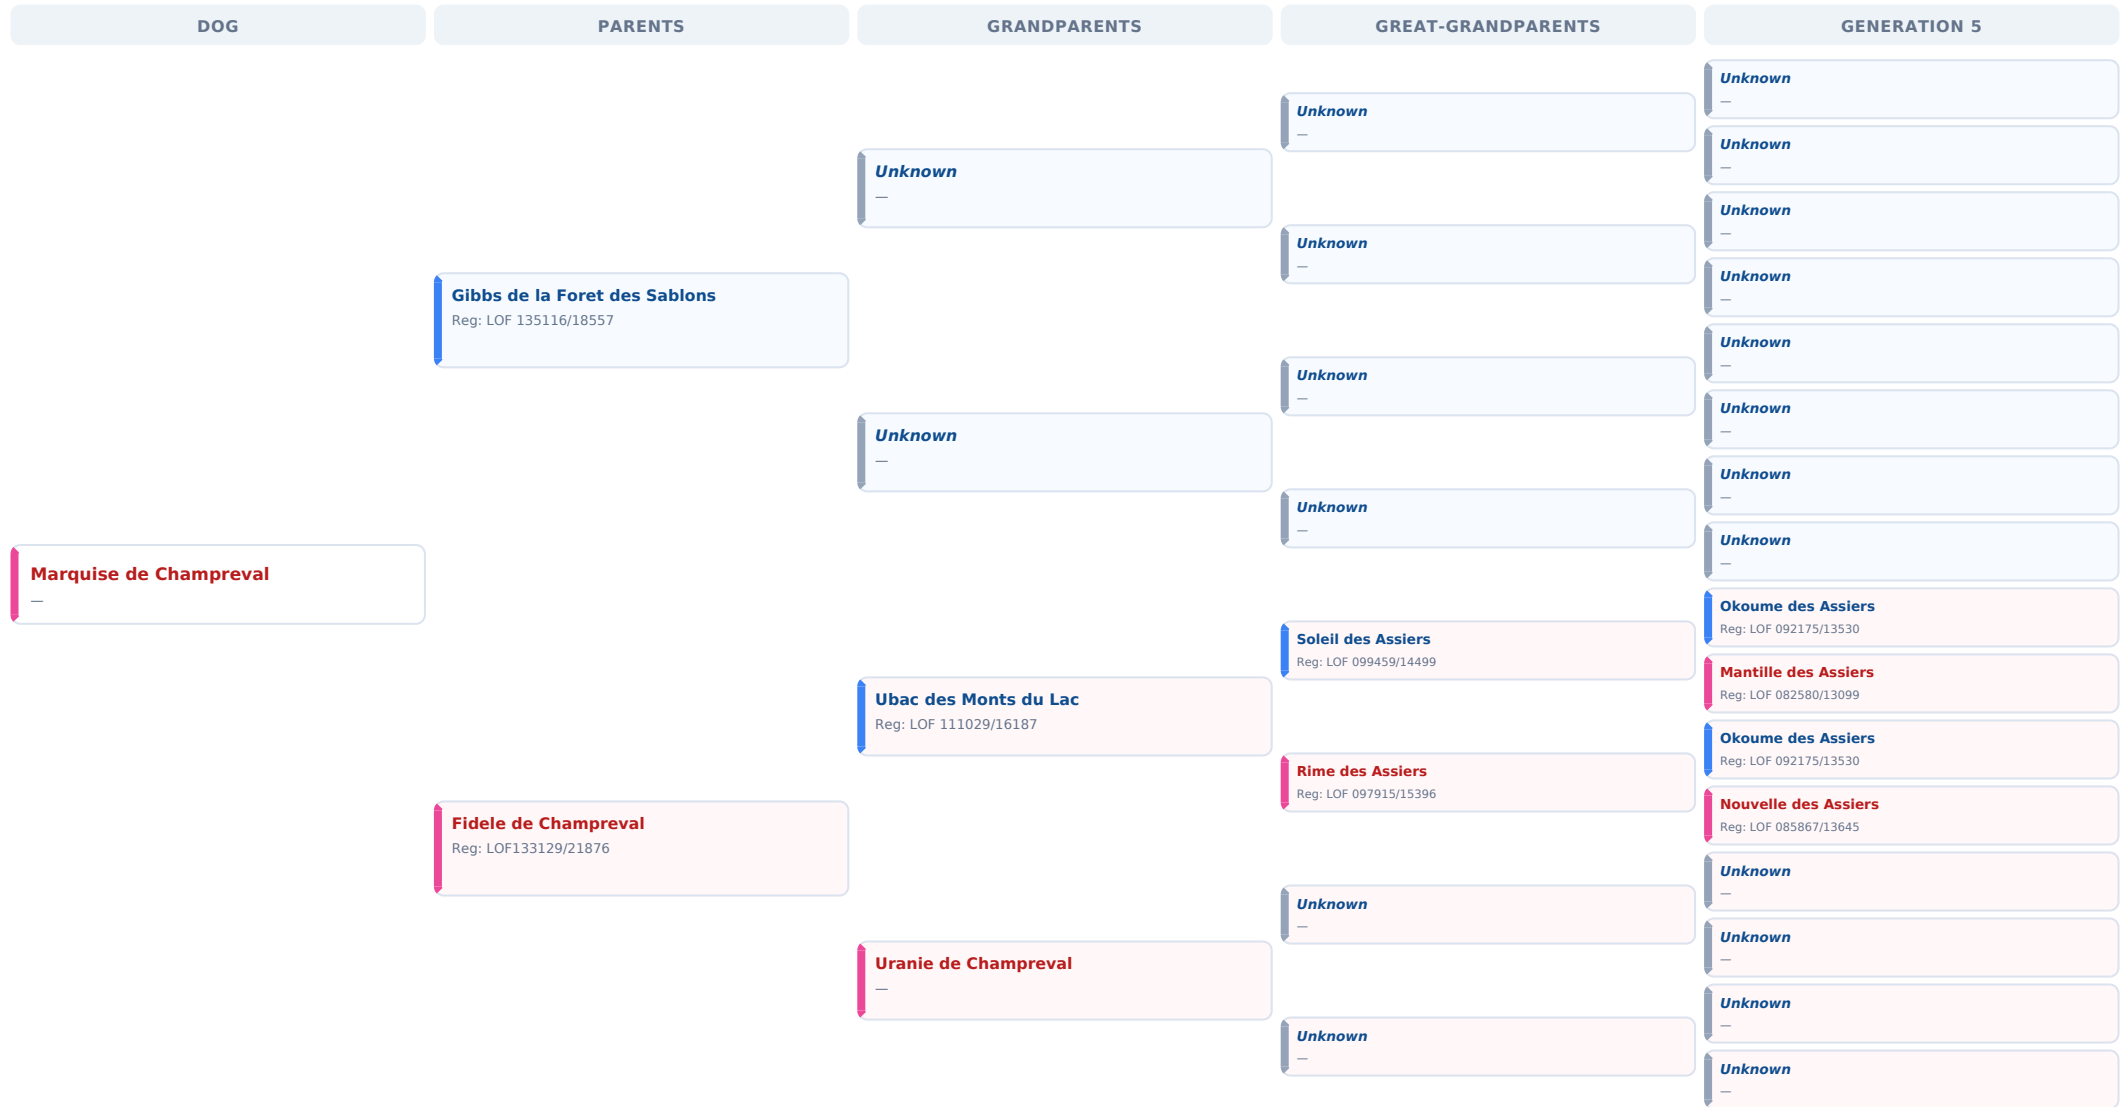 DOG
PARENTS
GRANDPARENTS
GREAT-GRANDPARENTS
GENERATION 5
Marquise de Champreval
—
Gibbs de la Foret des Sablons
Reg: LOF 135116/18557
Fidele de Champreval
Reg: LOF133129/21876
Unknown
—
Unknown
—
Ubac des Monts du Lac
Reg: LOF 111029/16187
Uranie de Champreval
—
Unknown
—
Unknown
—
Unknown
—
Unknown
—
Soleil des Assiers
Reg: LOF 099459/14499
Rime des Assiers
Reg: LOF 097915/15396
Unknown
—
Unknown
—
Unknown
—
Unknown
—
Unknown
—
Unknown
—
Unknown
—
Unknown
—
Unknown
—
Unknown
—
Okoume des Assiers
Reg: LOF 092175/13530
Mantille des Assiers
Reg: LOF 082580/13099
Okoume des Assiers
Reg: LOF 092175/13530
Nouvelle des Assiers
Reg: LOF 085867/13645
Unknown
—
Unknown
—
Unknown
—
Unknown
—